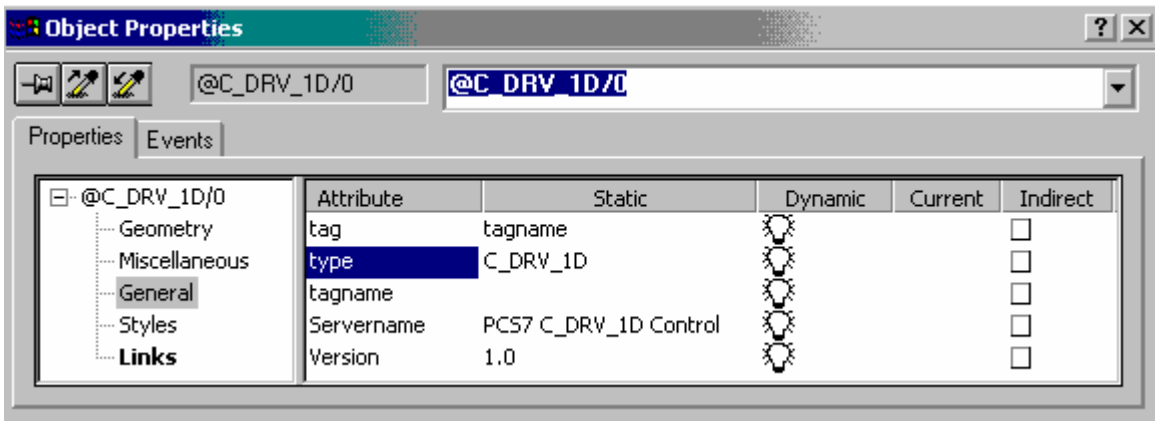 Object Properties
@C_DRV_1D/0 @C_DRV_1D/0
Properties Events
@C_DRV_1D/0 Attribute Static Dynamic Current Indirect
Geometry tag tagname
Miscellaneous type C_DRV_1D
General tagname
Styles Servername PCS7 C_DRV_1D Control
Links Version 1.0